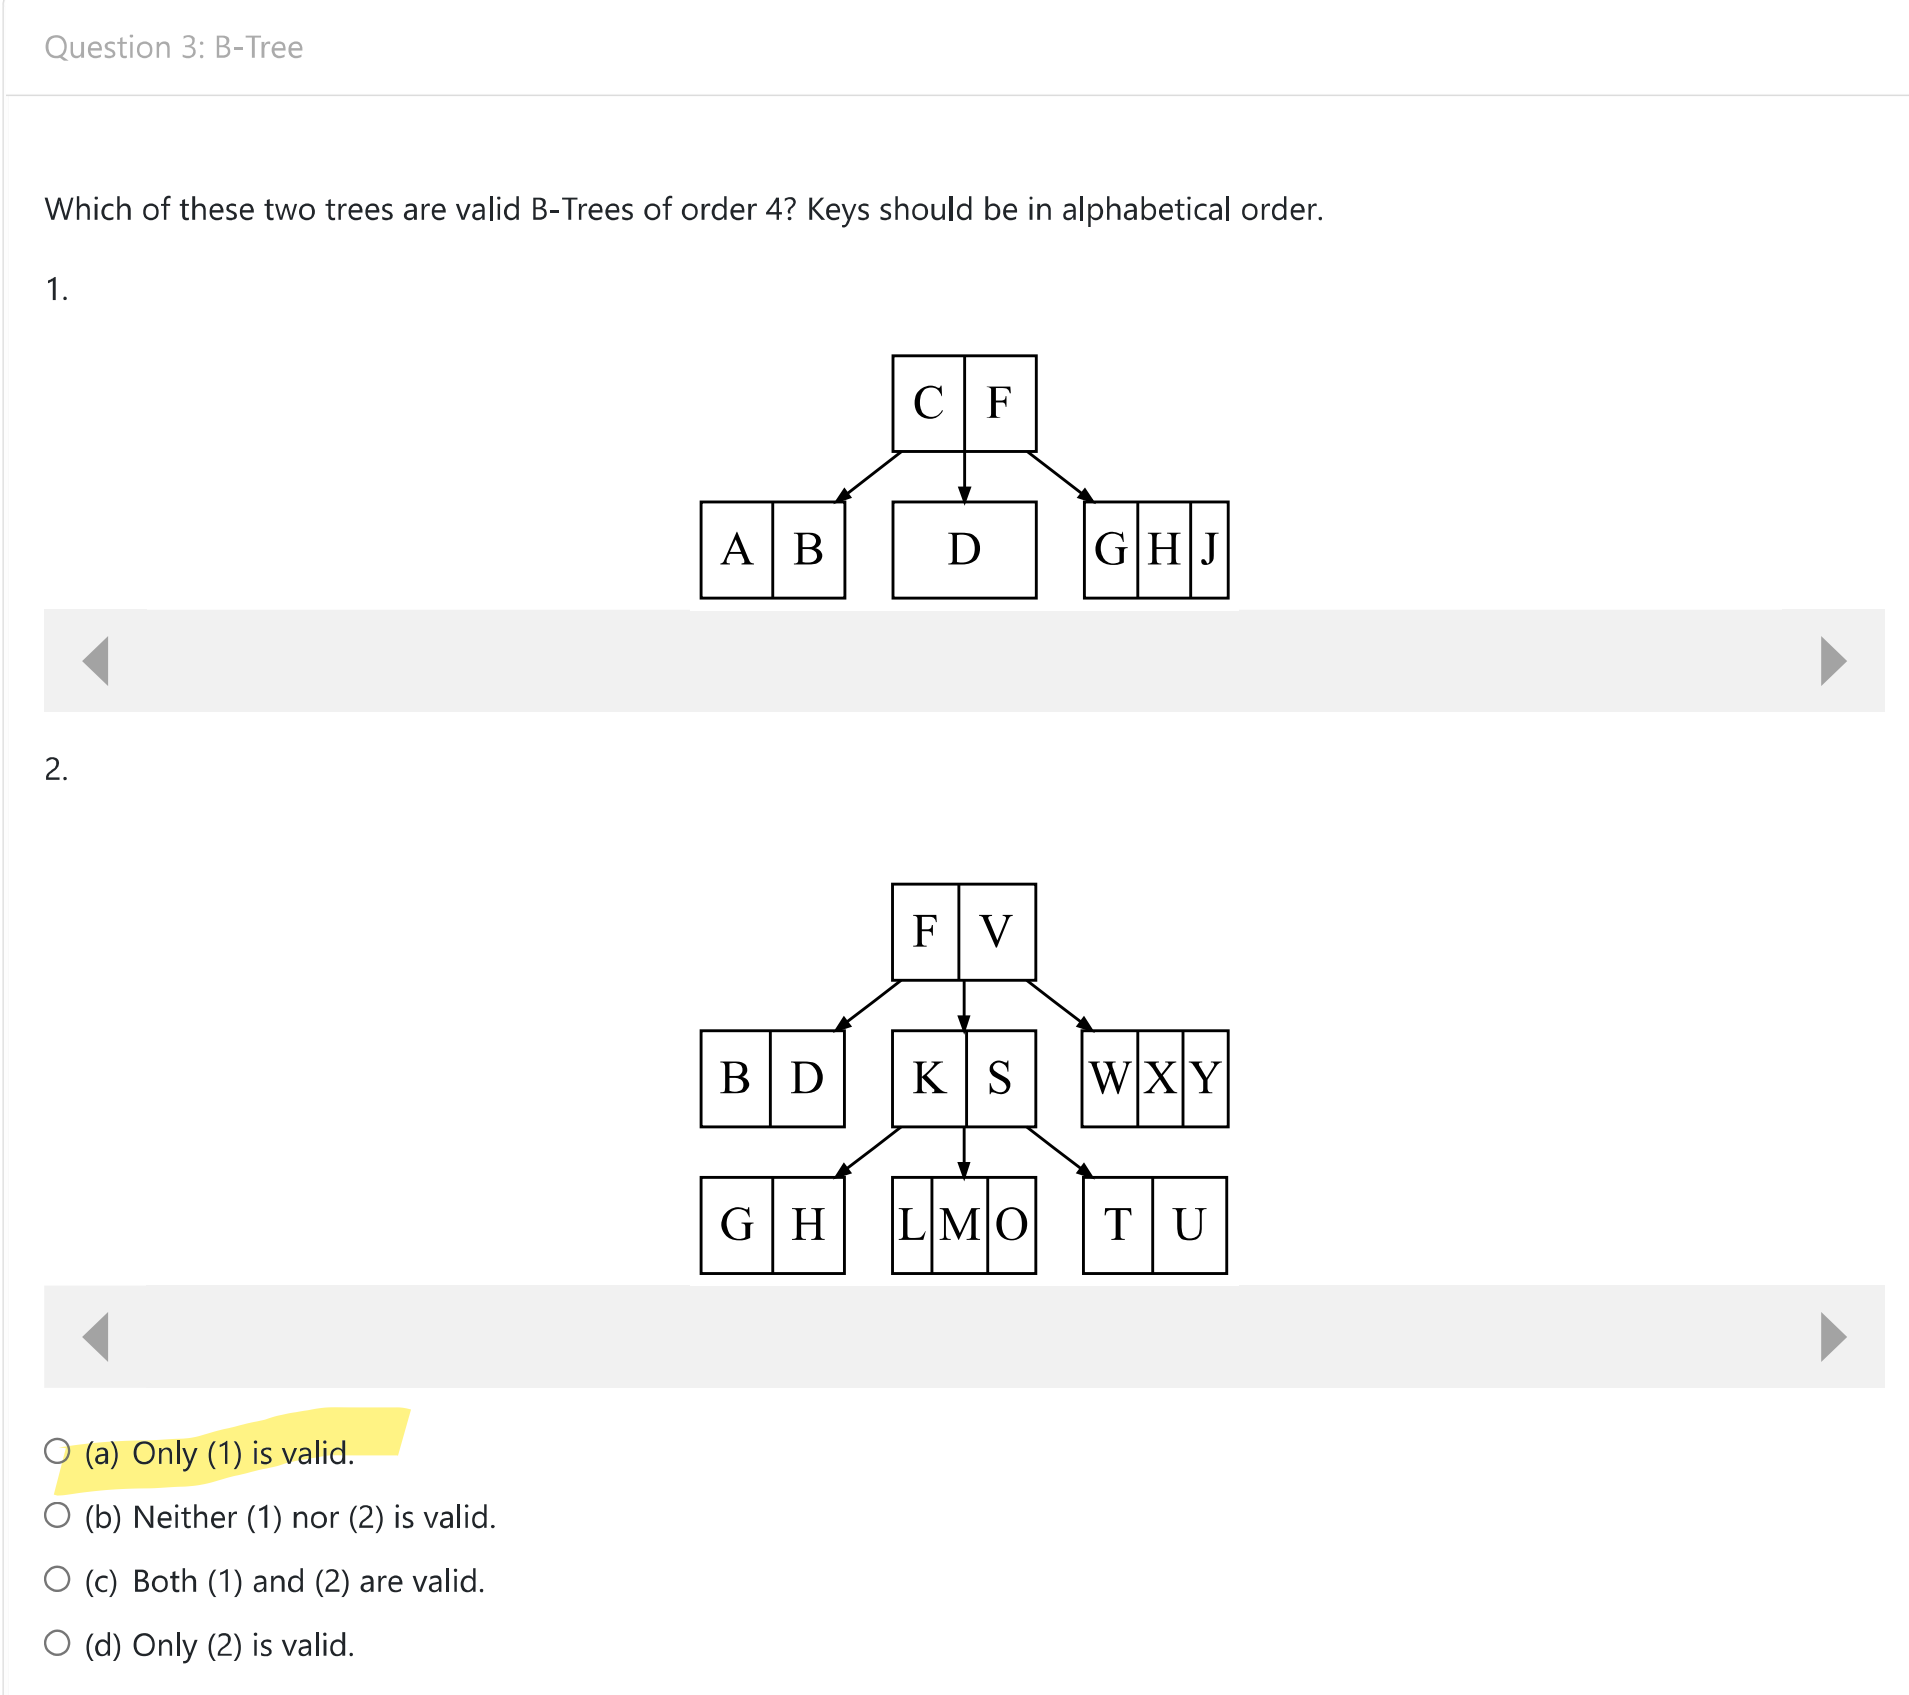 Question 3: B-Tree
Which of these two trees are valid B-Trees of order 4? Keys should be in alphabetical order.
1.
C F
A B D G H J
2.
F V
B D K S W X Y
G H L M O T U
(a) Only (1) is valid.
(b) Neither (1) nor (2) is valid.
(c) Both (1) and (2) are valid.
(d) Only (2) is valid.